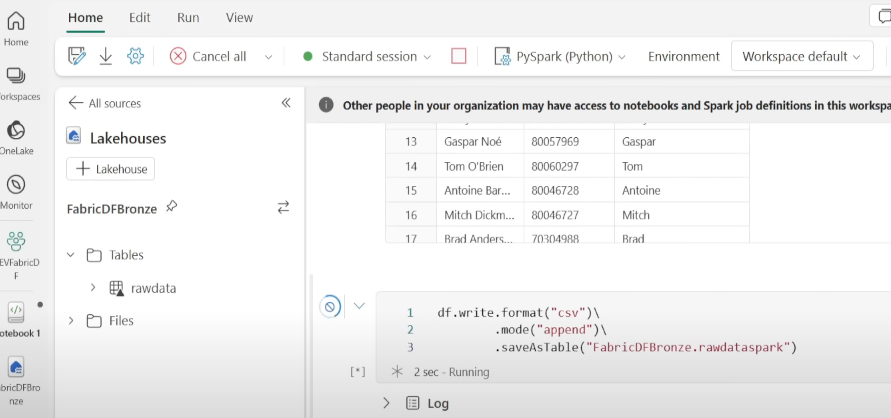 Home Edit Run View
Cancel all Standard session PySpark (Python) Environment Workspace default
Home
orkspaces
OneLake
Monitor
EVFabricD
F
otebook 1
bricDFBro
nze
All sources
Lakehouses
Lakehouse
FabricDFBronze
Tables
rawdata
Files
Other people in your organization may have access to notebooks and Spark job definitions in this workspa
13 Gaspar Noé 80057969 Gaspar
14 Tom O'Brien 80060297 Tom
15 Antoine Bar... 80046728 Antoine
16 Mitch Dickm... 80046727 Mitch
17 Brad Anders... 70304988 Brad
1 df.write.format("csv")\
2 .mode("append")\
3 .saveAsTable("FabricDFBronze.rawdataspark")
[*] 2 sec - Running
Log